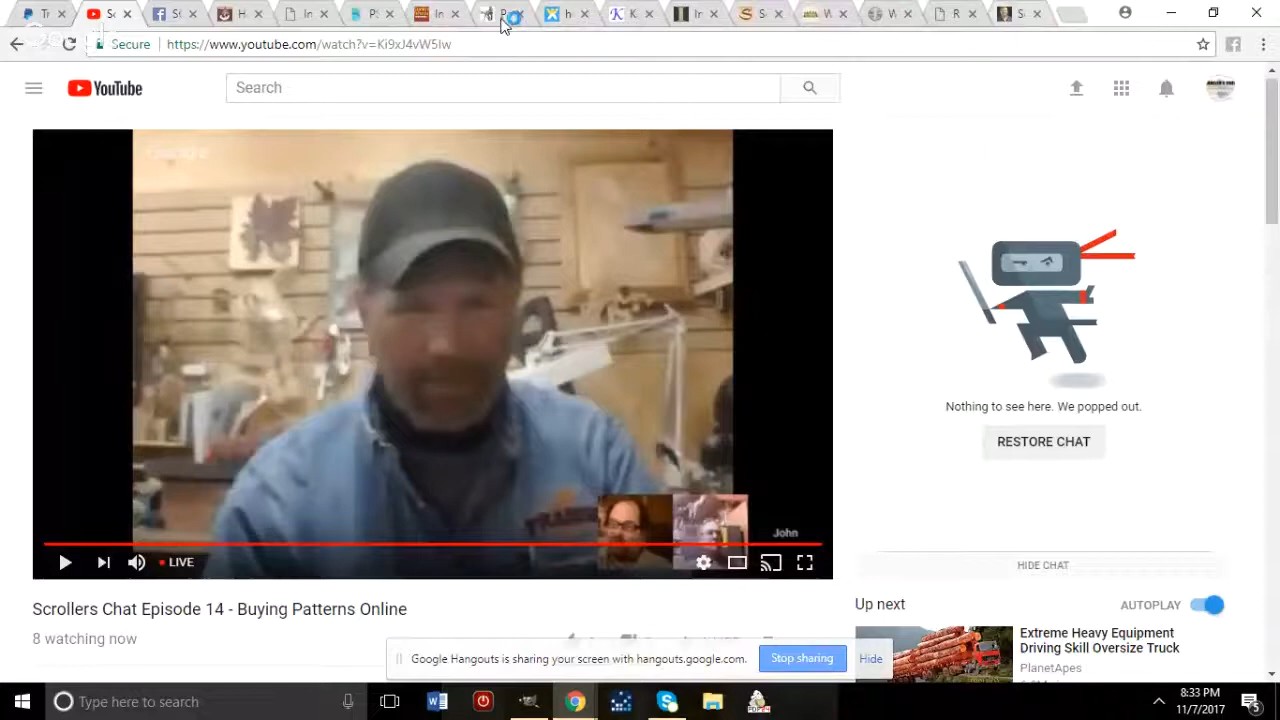 Secure https://www.youtube.com/watch?v=Ki9xJ4vW5Iw
YouTube
Search
Nothing to see here. We popped out.
RESTORE CHAT
John
LIVE
HIDE CHAT
Scrollers Chat Episode 14 - Buying Patterns Online
8 watching now
Up next
AUTOPLAY
Extreme Heavy Equipment
Driving Skill Oversize Truck
PlanetApes
Google Hangouts is sharing your screen with hangouts.google.com.
Stop sharing
Hide
Type here to search
8:33 PM
11/7/2017